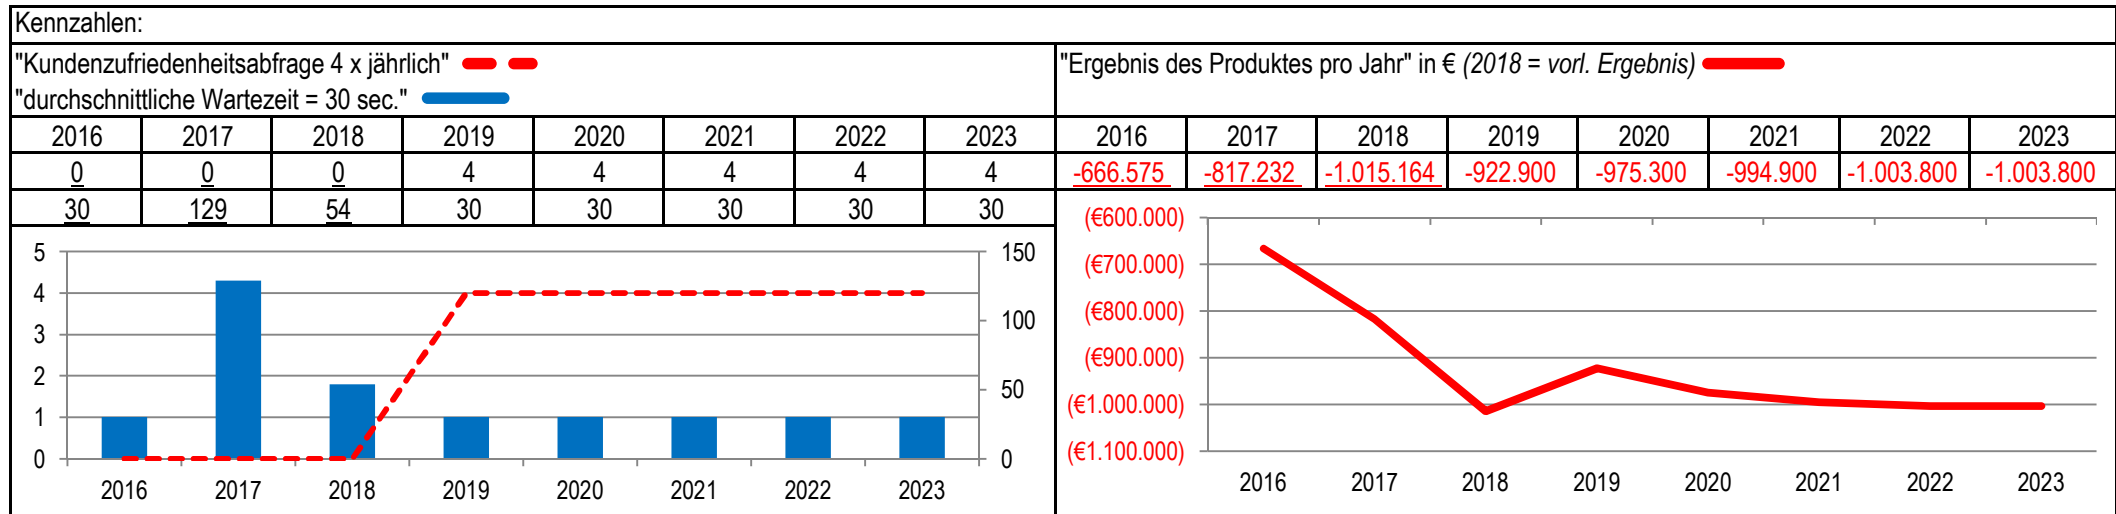 Kennzahlen:
"Kundenzufriedenheitsabfrage 4 x jährlich"
"durchschnittliche Wartezeit = 30 sec."
2016 2017 2018 2019 2020 2021 2022 2023
0 0 0 4 4 4 4 4
30 129 54 30 30 30 30 30
5 150
4
3 100
2 50
1
0 0
2016 2017 2018 2019 2020 2021 2022 2023
"Ergebnis des Produktes pro Jahr" in € (2018 = vorl. Ergebnis)
2016 2017 2018 2019 2020 2021 2022 2023
-666.575 -817.232 -1.015.164 -922.900 -975.300 -994.900 -1.003.800 -1.003.800
(€600.000)
(€700.000)
(€800.000)
(€900.000)
(€1.000.000)
(€1.100.000)
2016 2017 2018 2019 2020 2021 2022 2023